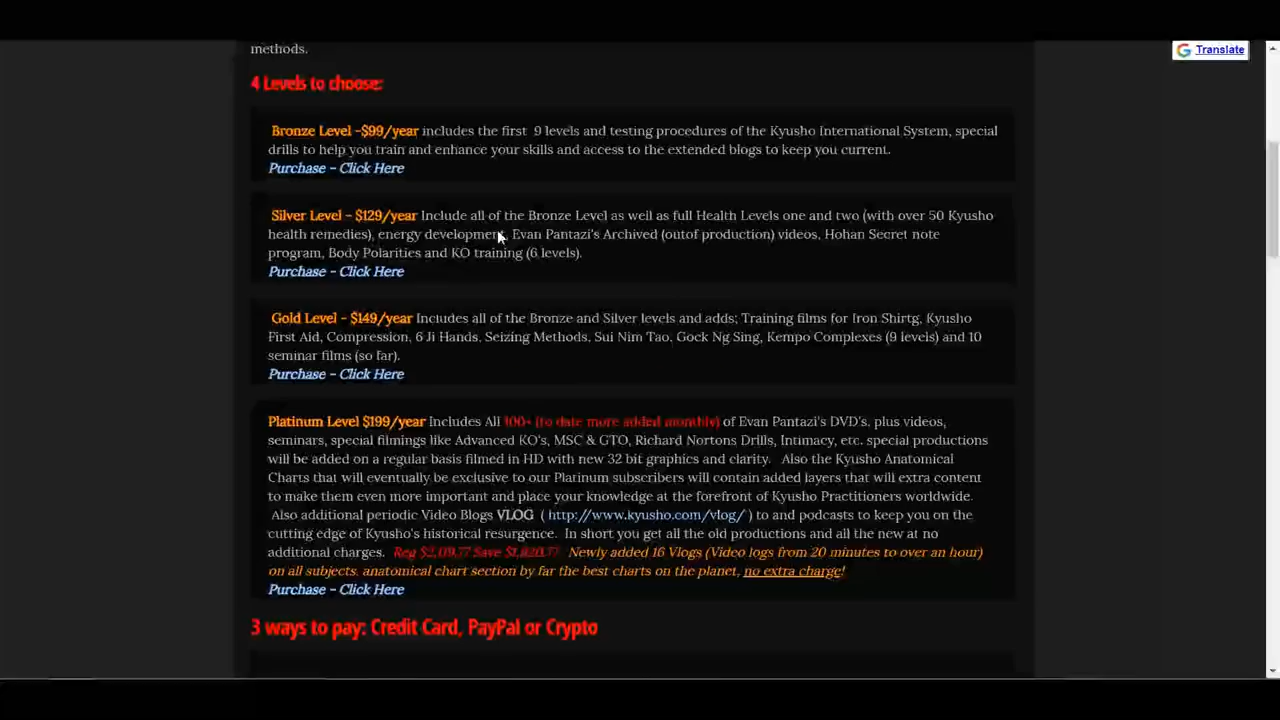 methods.
Translate
4 Levels to choose:
Bronze Level -$99/year includes the first 9 levels and testing procedures of the Kyusho International System, special
drills to help you train and enhance your skills and access to the extended blogs to keep you current.
Purchase - Click Here
Silver Level - $129/year Include all of the Bronze Level as well as full Health Levels one and two (with over 50 Kyusho
health remedies), energy development, Evan Pantazi's Archived (outof production) videos, Hohan Secret note
program, Body Polarities and KO training (6 levels).
Purchase - Click Here
Gold Level - $149/year Includes all of the Bronze and Silver levels and adds; Training films for Iron Shirtg, Kyusho
First Aid, Compression, 6 Ji Hands, Seizing Methods, Sui Nim Tao, Gock Ng Sing, Kempo Complexes (9 levels) and 10
seminar films (so far).
Purchase - Click Here
Platinum Level $199/year Includes All 100+ (to date more added monthly) of Evan Pantazi's DVD's, plus videos,
seminars, special filmings like Advanced KO's, MSC & GTO, Richard Nortons Drills, Intimacy, etc. special productions
will be added on a regular basis filmed in HD with new 32 bit graphics and clarity. Also the Kyusho Anatomical
Charts that will eventually be exclusive to our Platinum subscribers will contain added layers that will extra content
to make them even more important and place your knowledge at the forefront of Kyusho Practitioners worldwide.
Also additional periodic Video Blogs VLOG ( http://www.kyusho.com/vlog/ ) to and podcasts to keep you on the
cutting edge of Kyusho's historical resurgence. In short you get all the old productions and all the new at no
additional charges. Reg Save Newly added 16 Vlogs (Video logs from 20 minutes to over an hour)
on all subjects. anatomical chart section by far the best charts on the planet, no extra charge!
Purchase - Click Here
3 ways to pay: Credit Card, PayPal or Crypto